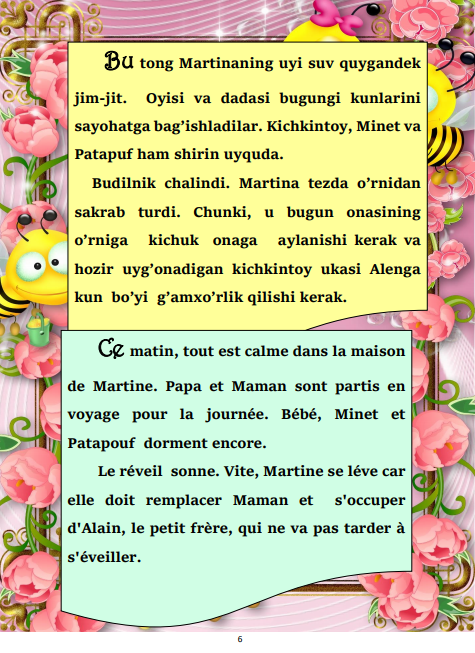 Bu tong Martinaning uyi suv quygandek
jim-jit. Oyisi va dadasi bugungi kunlarini
sayohatga bag’ishladilar. Kichkintoy, Minet va
Patapuf ham shirin uyquda.
Budilnik chalindi. Martina tezda o’rnidan
sakrab turdi. Chunki, u bugun onasining
o’rniga kichuk onaga aylanishi kerak va
hozir uyg’onadigan kichkintoy ukasi Alenga
kun bo’yi g’amxo’rlik qilishi kerak.
Ce matin, tout est calme dans la maison
de Martine. Papa et Maman sont partis en
voyage pour la journée. Bébé, Minet et
Patapouf dorment encore.
Le réveil sonne. Vite, Martine se léve car
elle doit remplacer Maman et s'occuper
d'Alain, le petit frère, qui ne va pas tarder à
s'éveiller.
6